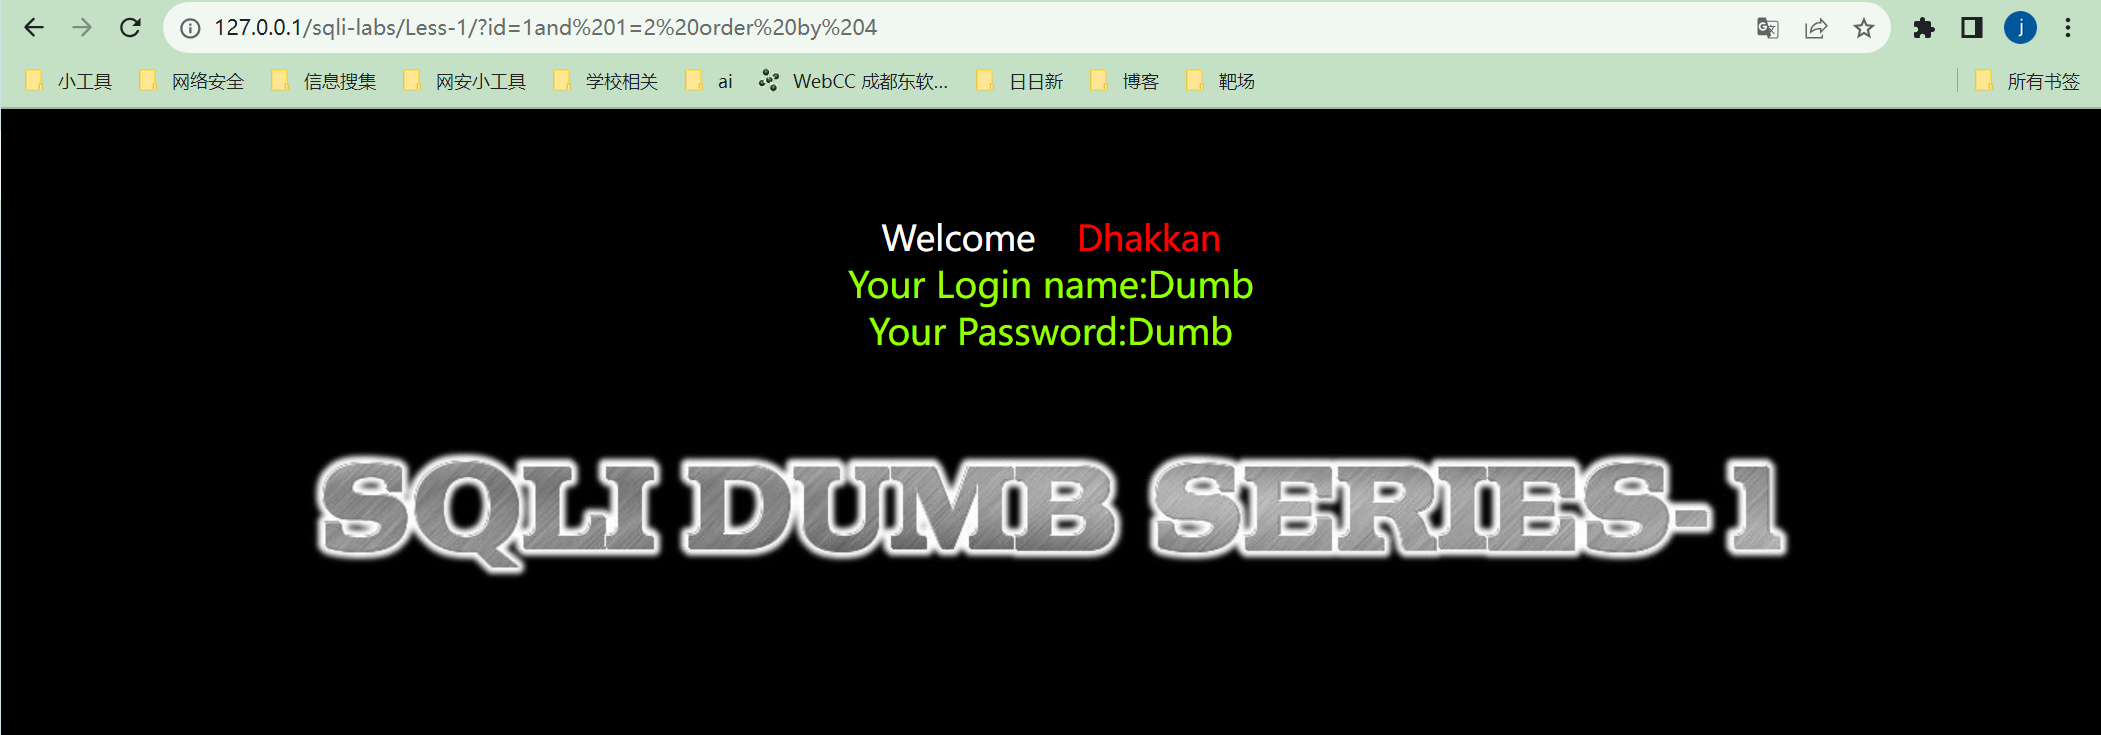 127.0.0.1/sqli-labs/Less-1/?id=1and%201=2%20order%20by%204
j
小工具 网络安全 信息搜集 网安小工具 学校相关 ai WebCC 成都东软... 日日新 博客 靶场 所有书签
Welcome Dhakkan
Your Login name:Dumb
Your Password:Dumb
SQLI DUMB SERIES-1